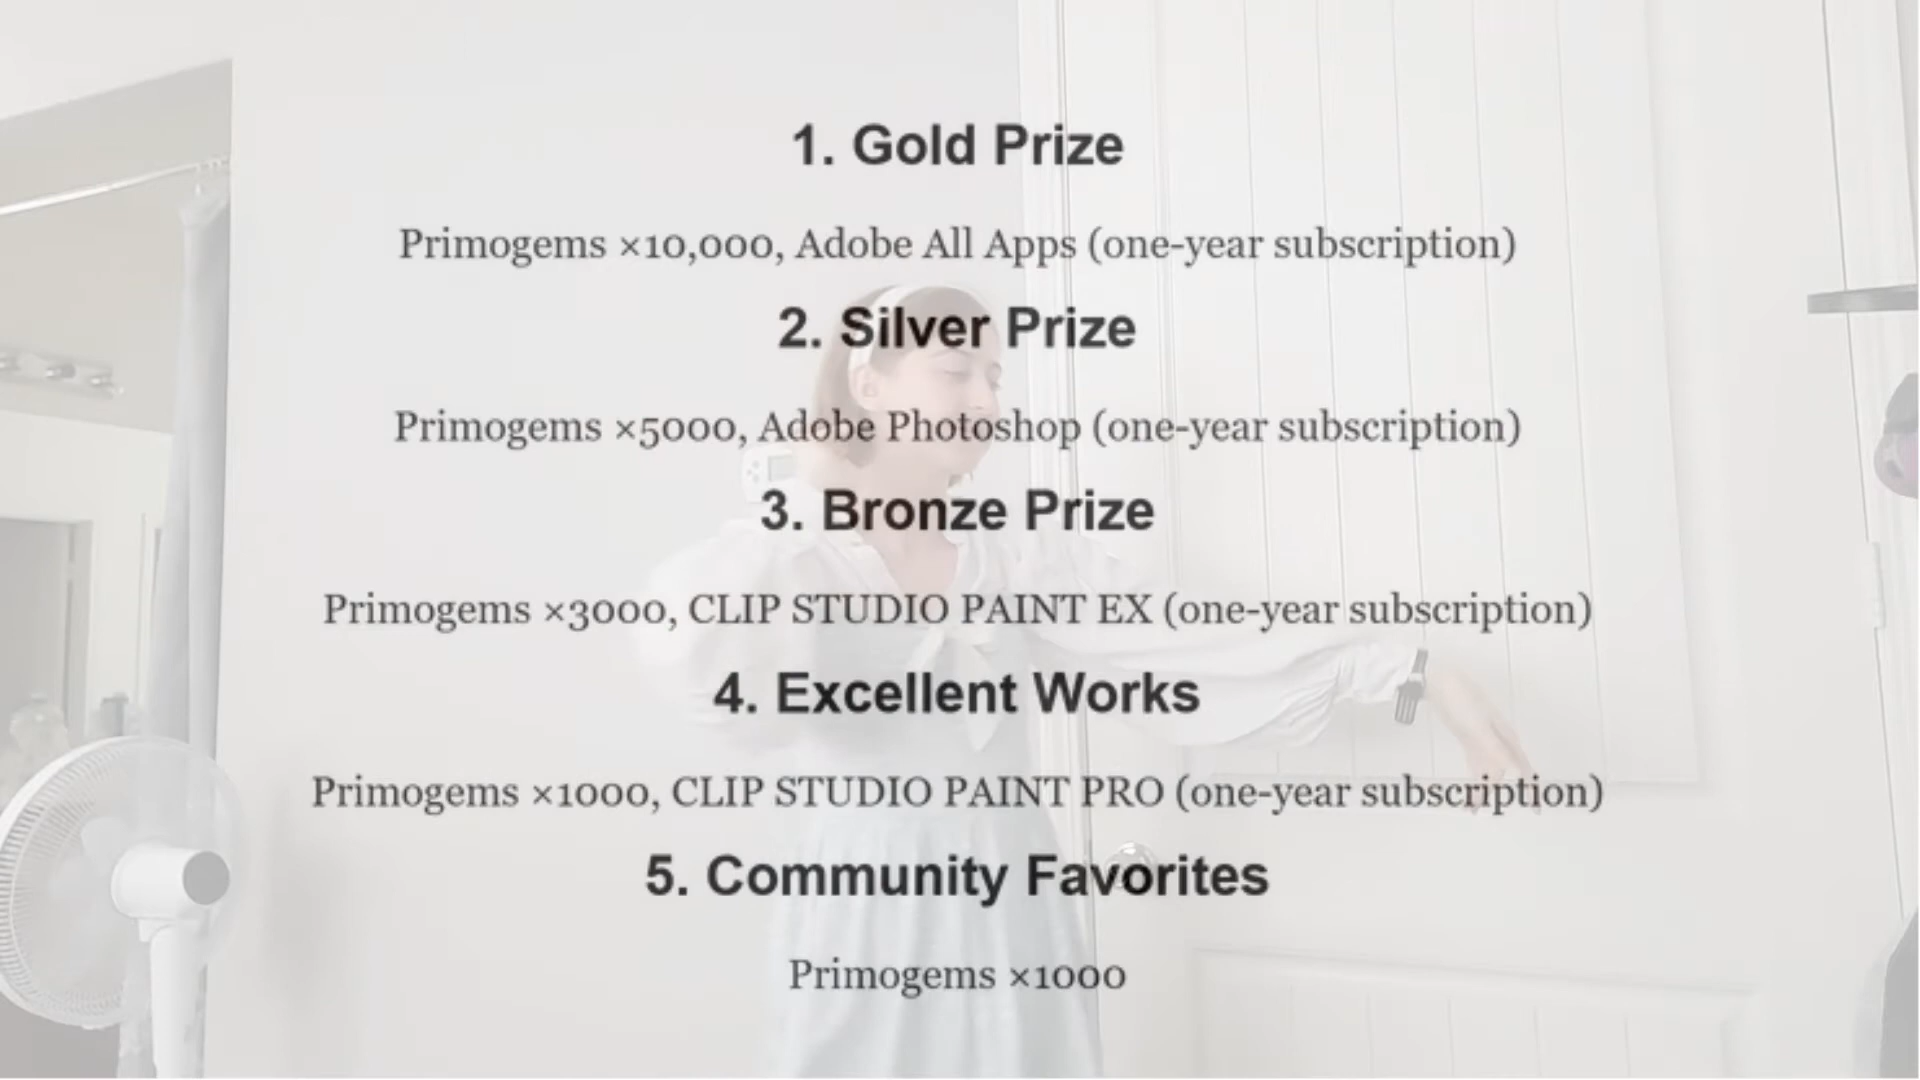 1. Gold Prize
Primogems ×10,000, Adobe All Apps (one-year subscription)
2. Silver Prize
Primogems ×5000, Adobe Photoshop (one-year subscription)
3. Bronze Prize
Primogems ×3000, CLIP STUDIO PAINT EX (one-year subscription)
4. Excellent Works
Primogems ×1000, CLIP STUDIO PAINT PRO (one-year subscription)
5. Community Favorites
Primogems ×1000